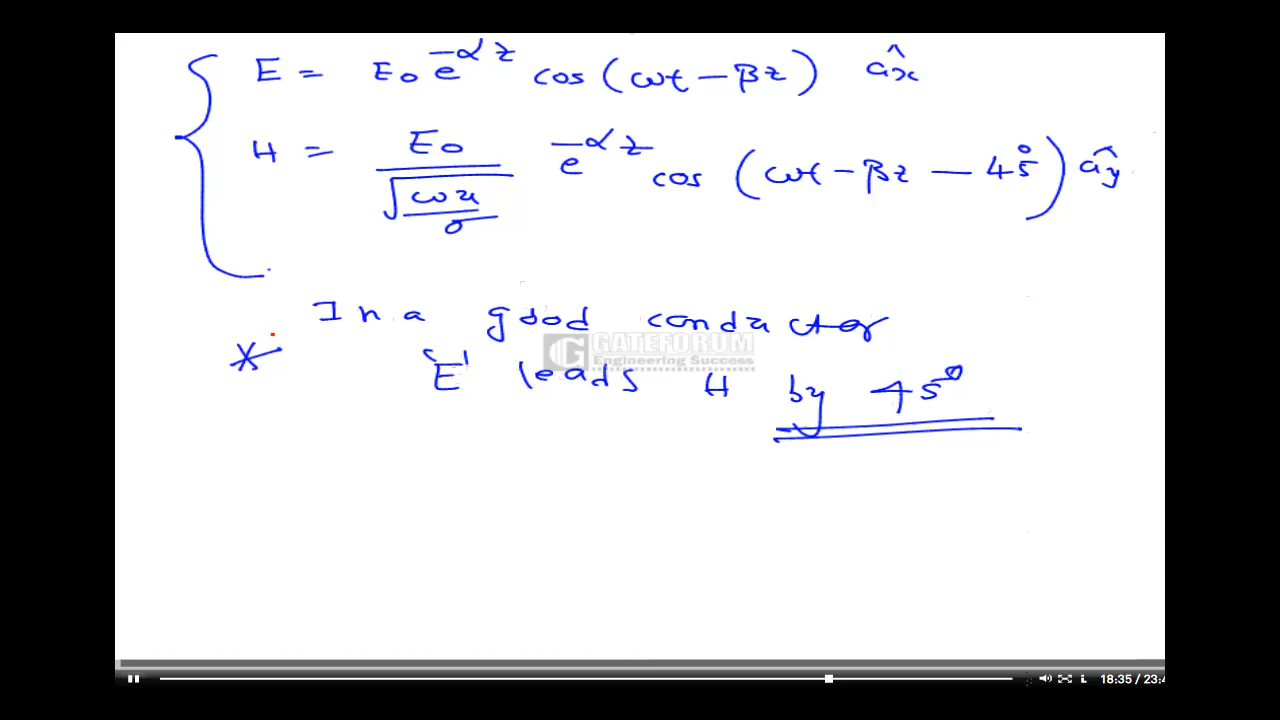 E = E₀ e^(-αz) cos(ωt - βz) âx
H = E₀ / √(ωμ/σ) e^(-αz) cos(ωt - βz - 45°) ây
In a good conductor
GATEFORUM
Engineering Success
* 'E' leads H by 45°
18:35 / 23:4